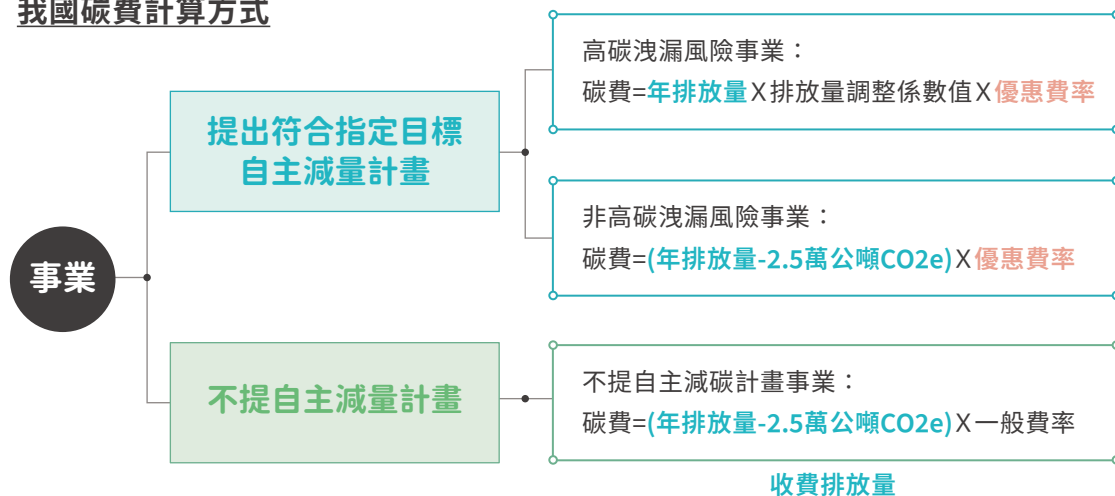 我國碳費計算方式
高碳洩漏風險事業：
碳費=年排放量X排放量調整係數值X優惠費率
提出符合指定目標
自主減量計畫
非高碳洩漏風險事業：
碳費=(年排放量-2.5萬公噸CO2e)X優惠費率
事業
不提自主減量計畫
不提自主減碳計畫事業：
碳費=(年排放量-2.5萬公噸CO2e)X一般費率
收費排放量